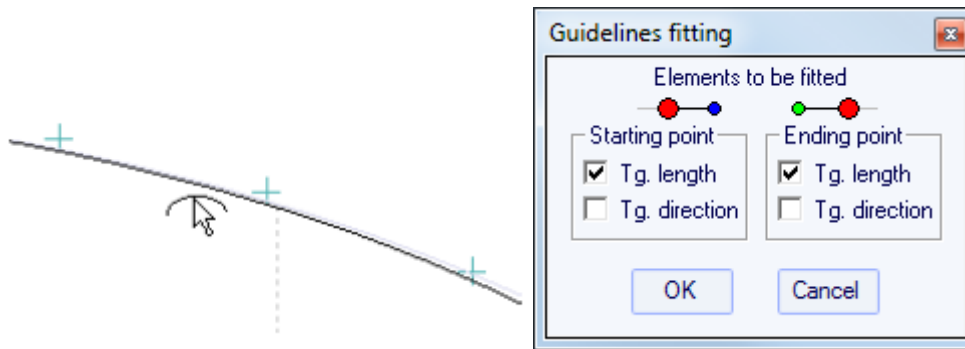 Guidelines fitting
Elements to be fitted
Starting point Ending point
Tg. length Tg. length
Tg. direction Tg. direction
OK Cancel